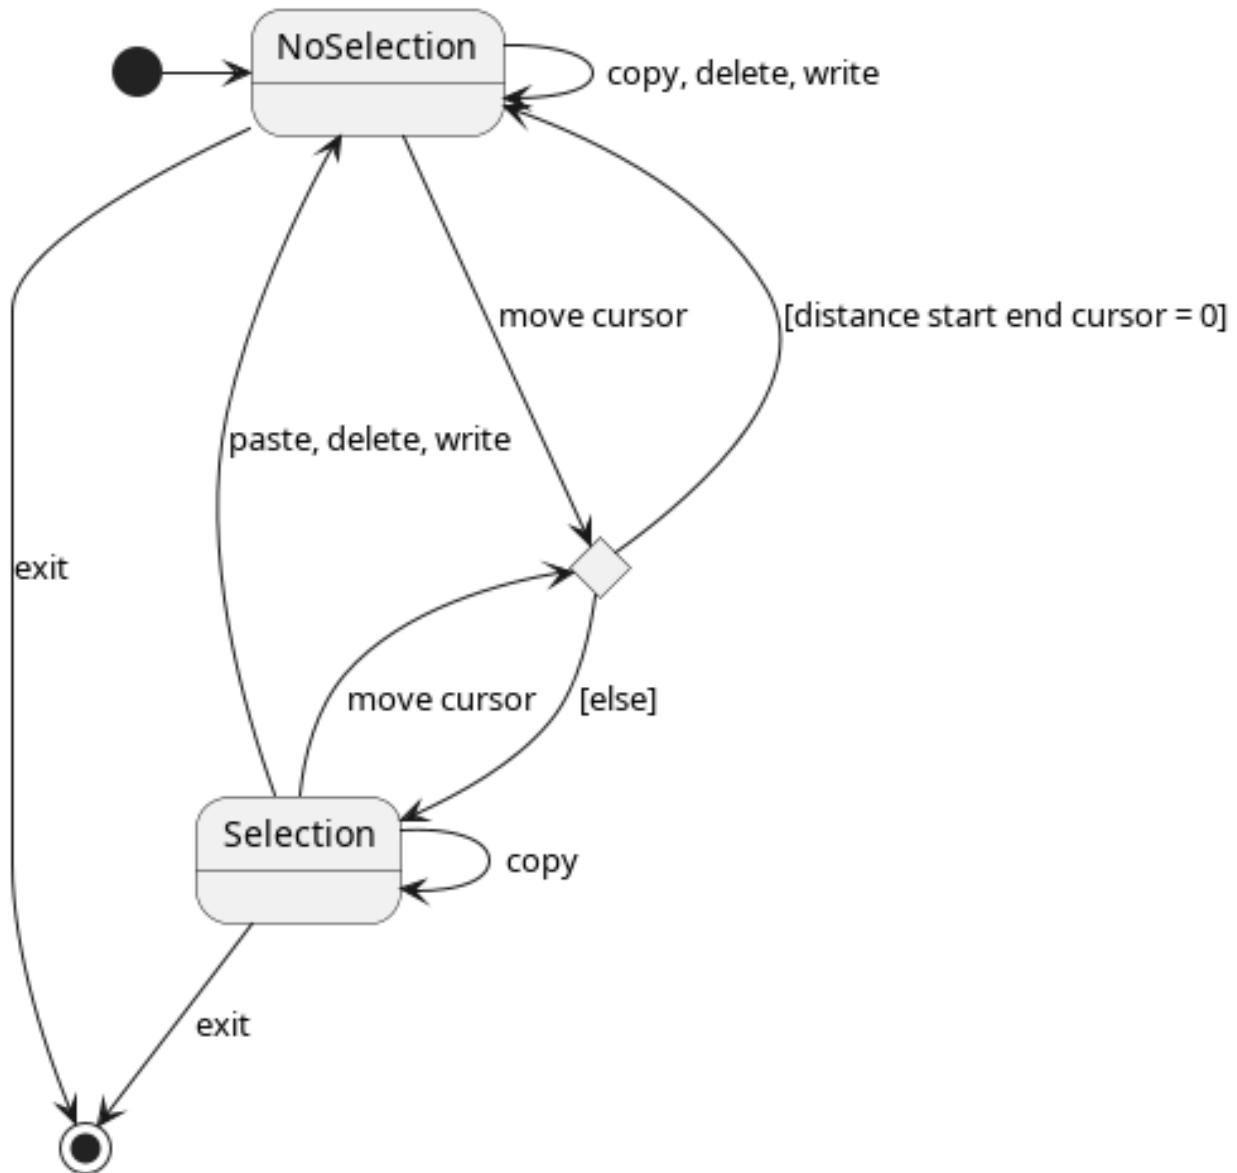 NoSelection
copy, delete, write
move cursor
[distance start end cursor = 0]
paste, delete, write
exit
move cursor
[else]
Selection
copy
exit